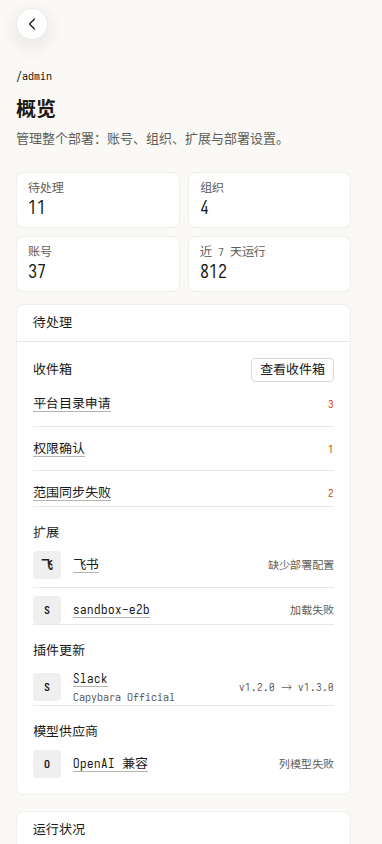 /admin
概览
管理整个部署：账号、组织、扩展与部署设置。
待处理
11
组织
4
账号
37
近 7 天运行
812
待处理
收件箱
查看收件箱
平台目录申请
3
权限确认
1
范围同步失败
2
扩展
飞
飞书
缺少部署配置
S
sandbox-e2b
加载失败
插件更新
S
Slack
Capybara Official
v1.2.0 → v1.3.0
模型供应商
O
OpenAI 兼容
列模型失败
运行状况